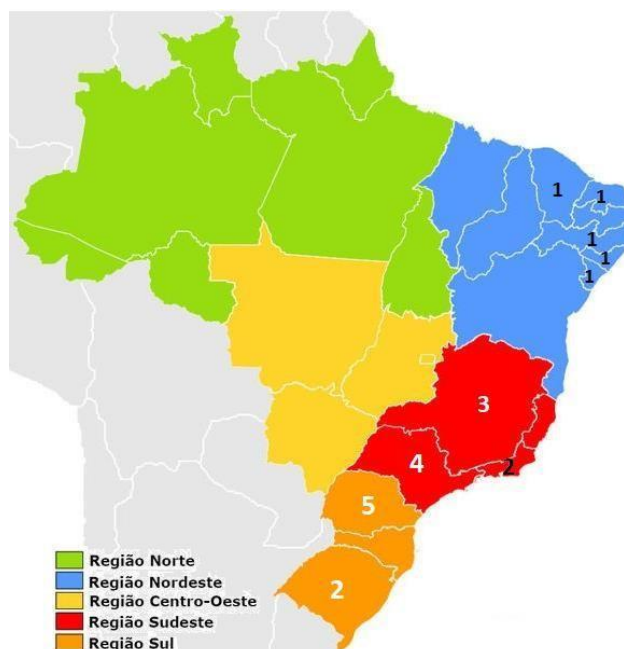 1
1
1
1
1
3
4
2
5
2
Região Norte
Região Nordeste
Região Centro-Oeste
Região Sudeste
Região Sul